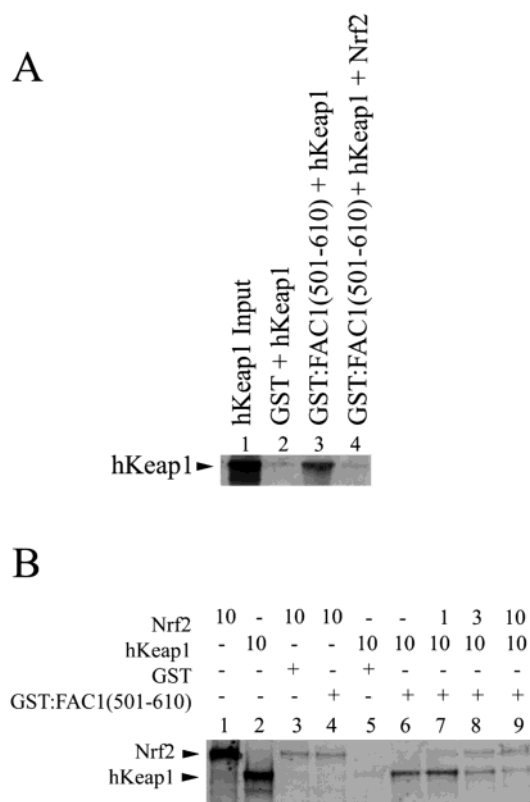 A
hKeap1 Input
GST + hKeap1
GST:FAC1(501-610) + hKeap1
GST:FAC1(501-610)+ hKeap1 + Nrf2
1 2 3 4
hKeap1
B
Nrf2 10 - 10 10 - - 1 3 10
hKeap1 - 10 - - 10 10 10 10 10
GST - - + - + - - - -
GST:FAC1(501-610) - - - + - + + + +
1 2 3 4 5 6 7 8 9
Nrf2
hKeap1